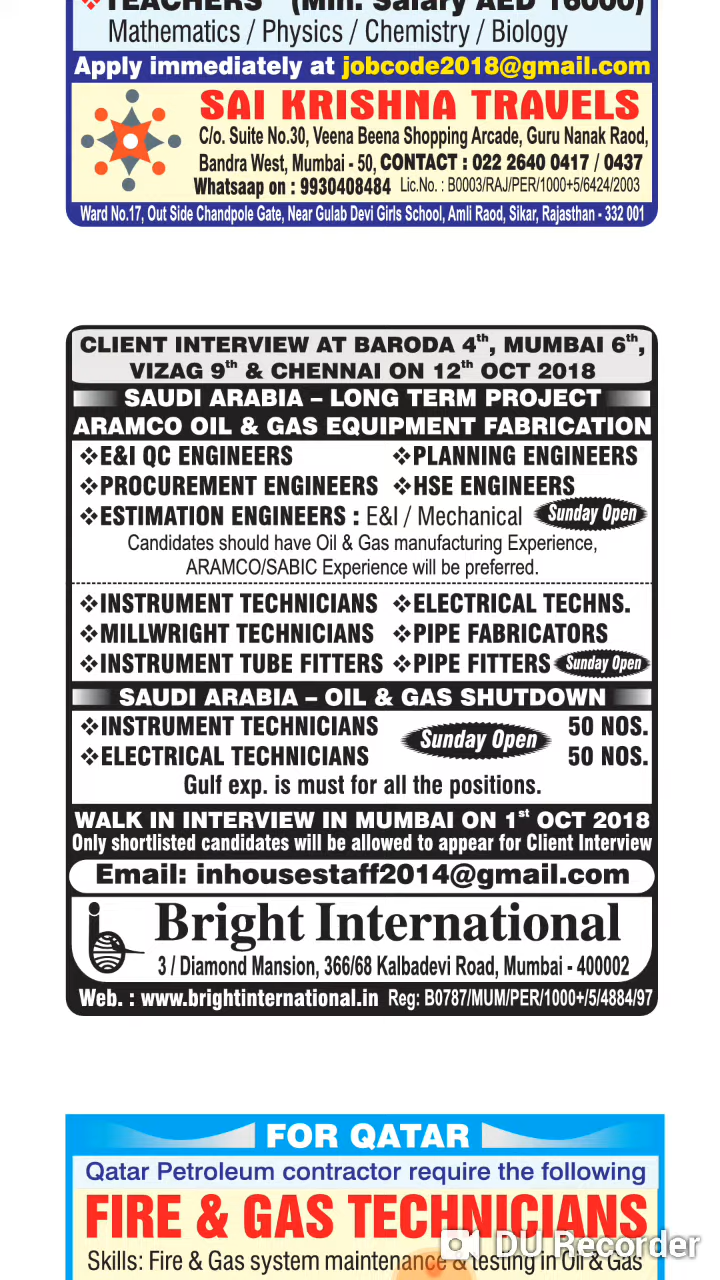 ❖TEACHERS (Min. Salary AED 16000)
Mathematics / Physics / Chemistry / Biology
Apply immediately at jobcode2018@gmail.com
SAI KRISHNA TRAVELS
C/o. Suite No.30, Veena Beena Shopping Arcade, Guru Nanak Raod,
Bandra West, Mumbai - 50, CONTACT : 022 2640 0417 / 0437
Whatsaap on : 9930408484 Lic.No. : B0003/RAJ/PER/1000+5/6424/2003
Ward No.17, Out Side Chandpole Gate, Near Gulab Devi Girls School, Amli Raod, Sikar, Rajasthan - 332 001
CLIENT INTERVIEW AT BARODA 4th, MUMBAI 6th,
VIZAG 9th & CHENNAI ON 12th OCT 2018
SAUDI ARABIA – LONG TERM PROJECT
ARAMCO OIL & GAS EQUIPMENT FABRICATION
❖E&I QC ENGINEERS ❖PLANNING ENGINEERS
❖PROCUREMENT ENGINEERS ❖HSE ENGINEERS
❖ESTIMATION ENGINEERS : E&I / Mechanical Sunday Open
Candidates should have Oil & Gas manufacturing Experience,
ARAMCO/SABIC Experience will be preferred.
❖INSTRUMENT TECHNICIANS ❖ELECTRICAL TECHNS.
❖MILLWRIGHT TECHNICIANS ❖PIPE FABRICATORS
❖INSTRUMENT TUBE FITTERS ❖PIPE FITTERS Sunday Open
SAUDI ARABIA – OIL & GAS SHUTDOWN
❖INSTRUMENT TECHNICIANS 50 NOS.
Sunday Open
❖ELECTRICAL TECHNICIANS 50 NOS.
Gulf exp. is must for all the positions.
WALK IN INTERVIEW IN MUMBAI ON 1st OCT 2018
Only shortlisted candidates will be allowed to appear for Client Interview
Email: inhousestaff2014@gmail.com
Bright International
3 / Diamond Mansion, 366/68 Kalbadevi Road, Mumbai - 400002
Web. : www.brightinternational.in Reg: B0787/MUM/PER/1000+/5/4884/97
FOR QATAR
Qatar Petroleum contractor require the following
FIRE & GAS TECHNICIANS
DU Recorder
Skills: Fire & Gas system maintenance & testing in Oil & Gas